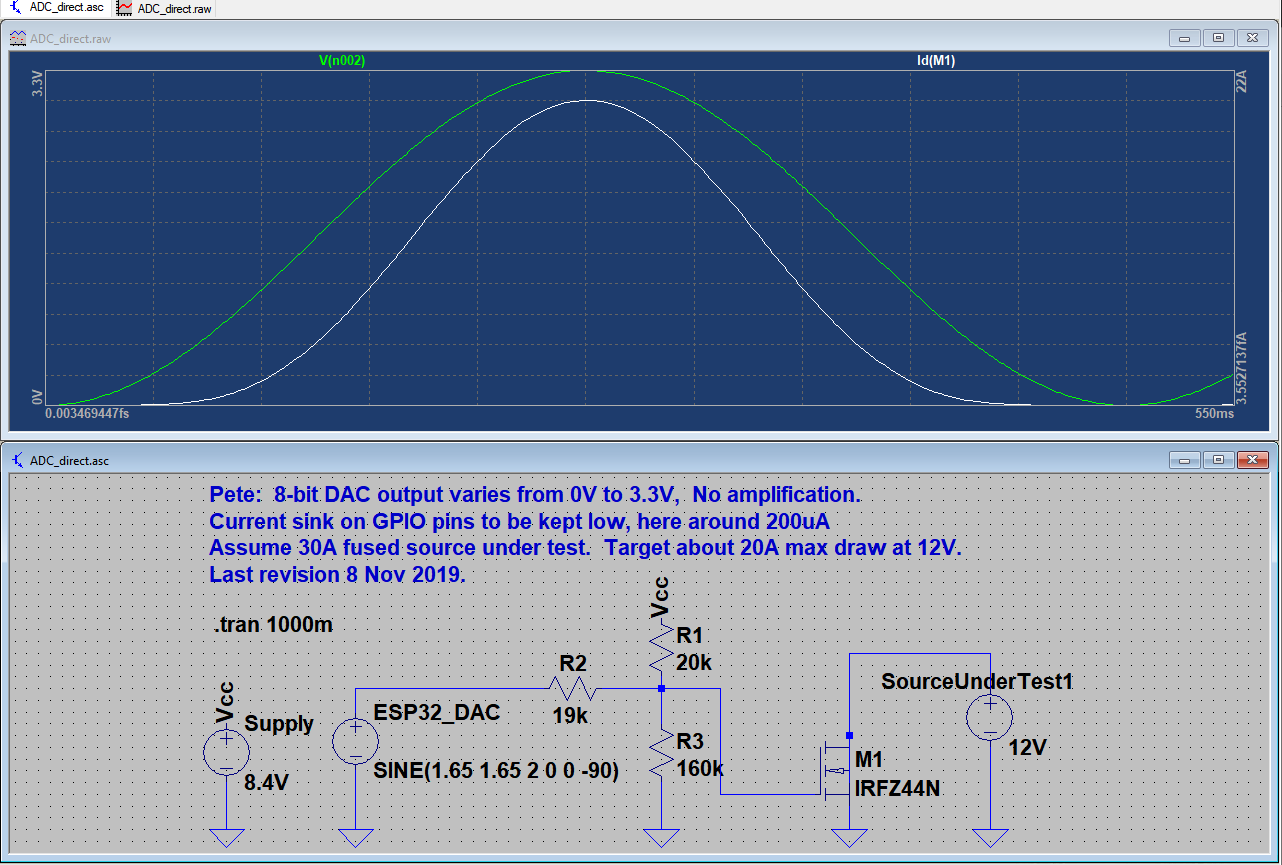 ADC_direct.asc ADC_direct.raw
ADC_direct.raw
V(n002) Id(M1)
3.3V 22A
0V 3.5527137fA
0.003469447fs 550ms
ADC_direct.asc
Pete:  8-bit DAC output varies from 0V to 3.3V,  No amplification.
Current sink on GPIO pins to be kept low, here around 200uA
Assume 30A fused source under test.  Target about 20A max draw at 12V.
Last revision 8 Nov 2019.
Vcc
.tran 1000m
R1
20k
R2
19k
SourceUnderTest1
Vcc
Supply
8.4V
ESP32_DAC
SINE(1.65 1.65 2 0 0 -90)
R3
160k
12V
M1
IRFZ44N